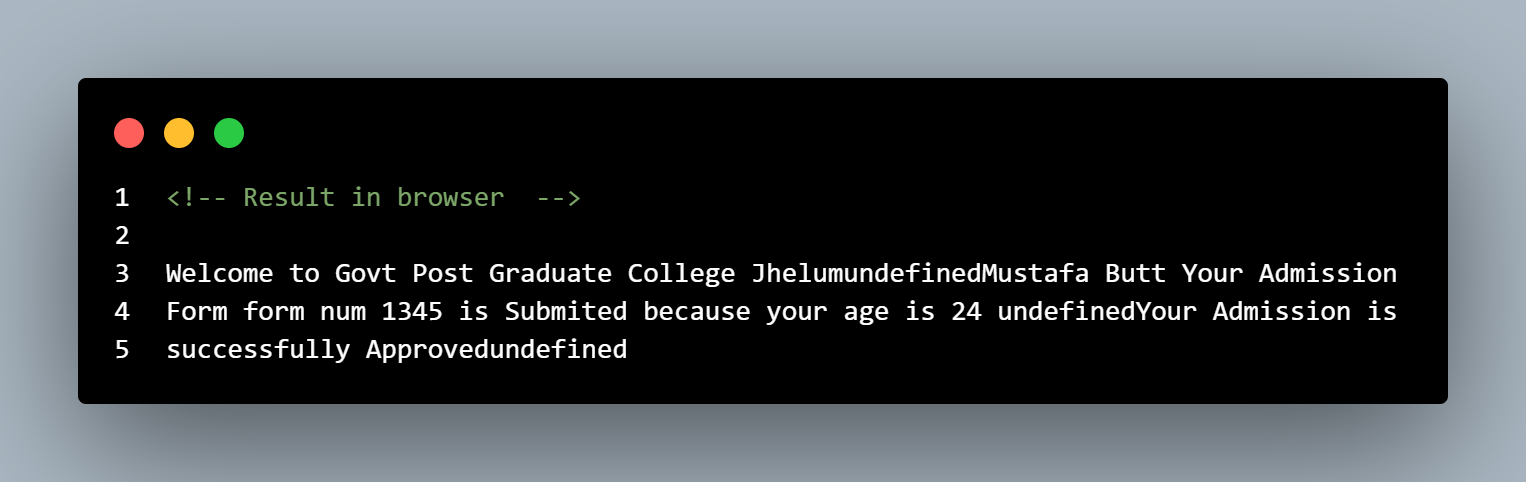 1 <!-- Result in browser  -->
2
3 Welcome to Govt Post Graduate College JhelumundefinedMustafa Butt Your Admission
4 Form form num 1345 is Submited because your age is 24 undefinedYour Admission is
5 successfully Approvedundefined